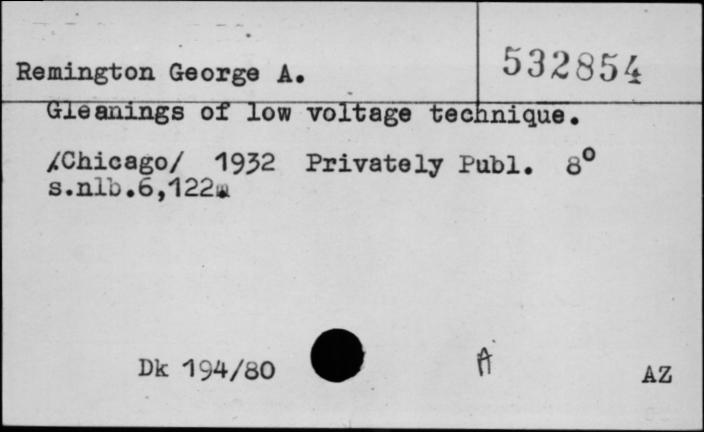 Remington George A.
532854
Gleanings of low voltage technique.
/Chicago/ 1932 Privately Publ. 8°
s.nlb.6,122
Dk 194/80
A
AZ